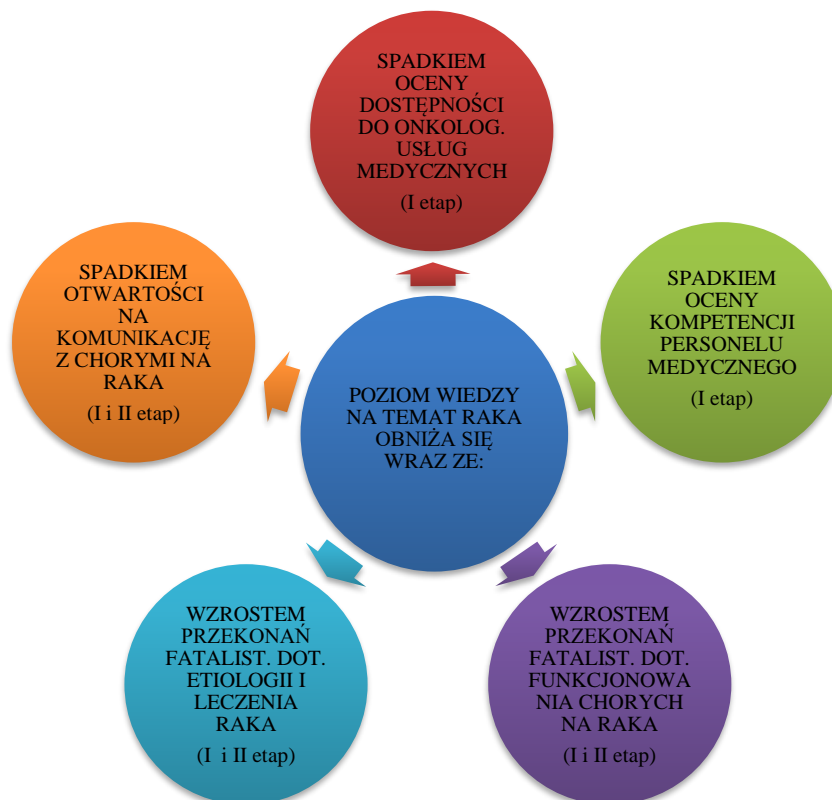 SPADKIEM
OCENY
DOSTĘPNOŚCI
DO ONKOLOG.
USŁUG
MEDYCZNYCH
(I etap)
SPADKIEM
OTWARTOŚCI
NA
KOMUNIKACJĘ
Z CHORYMI NA
RAKA
(I i II etap)
SPADKIEM
OCENY
KOMPETENCJI
PERSONELU
MEDYCZNEGO
(I etap)
POZIOM WIEDZY
NA TEMAT RAKA
OBNIŻA SIĘ
WRAZ ZE:
WZROSTEM
PRZEKONAŃ
FATALIST. DOT.
ETIOLOGII I
LECZENIA
RAKA
(I i II etap)
WZROSTEM
PRZEKONAŃ
FATALIST. DOT.
FUNKCJONOWA
NIA CHORYCH
NA RAKA
(I i II etap)